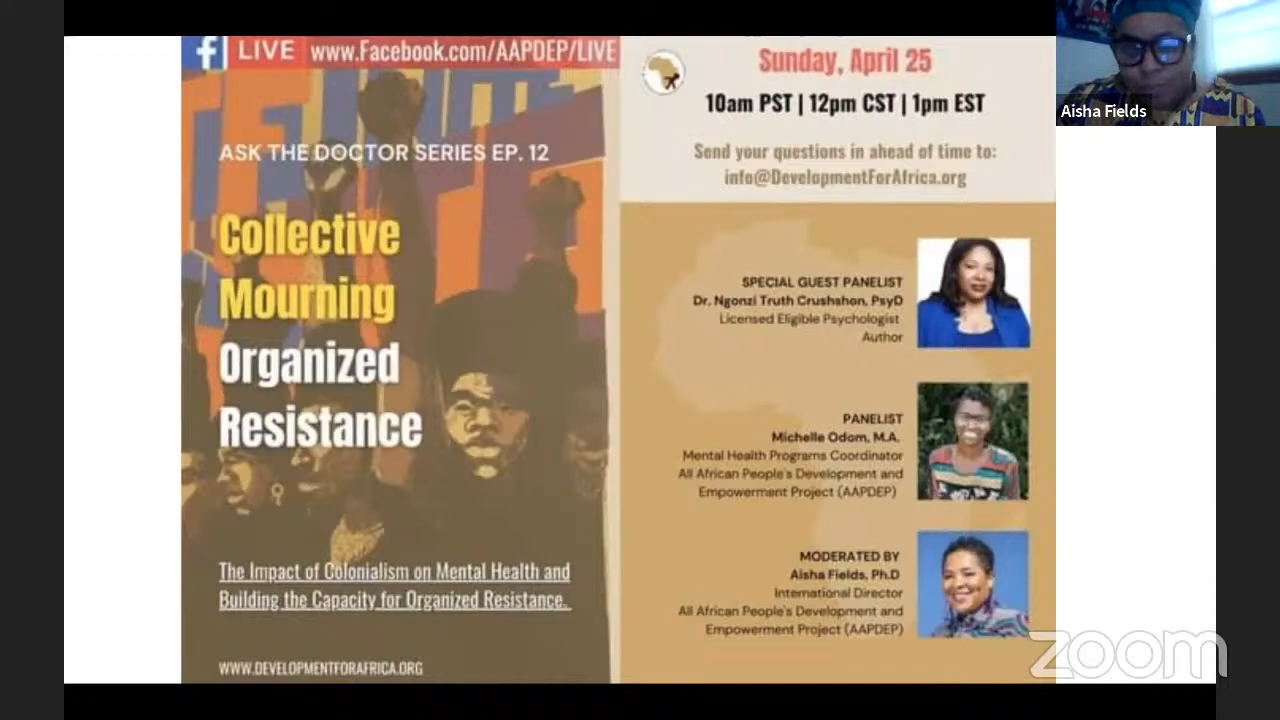 LIVE www.Facebook.com/AAPDEP/LIVE
ASK THE DOCTOR SERIES EP. 12
Collective
Mourning
Organized
Resistance
The Impact of Colonialism on Mental Health and
Building the Capacity for Organized Resistance.
WWW.DEVELOPMENTFORAFRICA.ORG
Sunday, April 25
10am PST | 12pm CST | 1pm EST
Send your questions in ahead of time to:
info@DevelopmentForAfrica.org
SPECIAL GUEST PANELIST
Dr. Ngonzi Truth Crushshon, PsyD
Licensed Eligible Psychologist
Author
PANELIST
Michelle Odom, M.A.
Mental Health Programs Coordinator
All African People's Development and
Empowerment Project (AAPDEP)
MODERATED BY
Aisha Fields, Ph.D
International Director
All African People's Development and
Empowerment Project (AAPDEP)
Aisha Fields
zoom